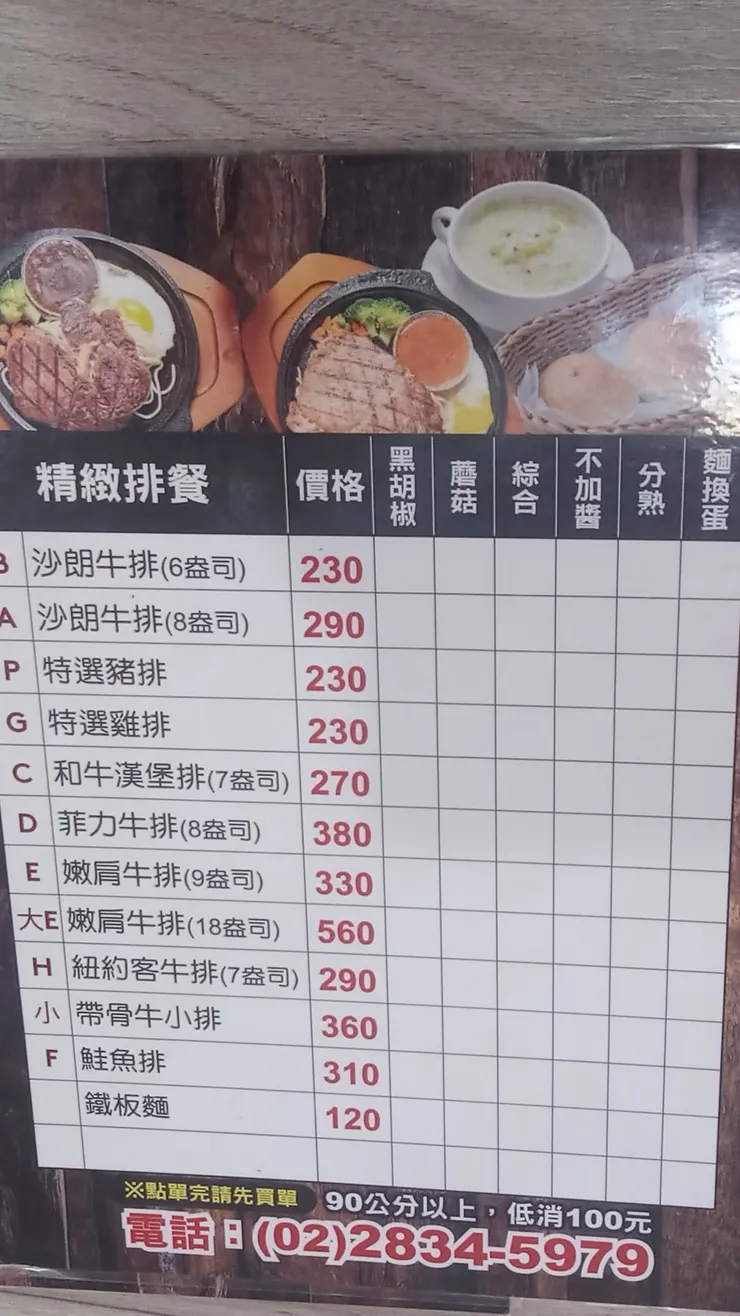 精緻排餐 價格 黑胡椒 蘑菇 綜合 不加醬 分熟 麵換蛋
B 沙朗牛排(6盎司) 230
A 沙朗牛排(8盎司) 290
P 特選豬排 230
G 特選雞排 230
C 和牛漢堡排(7盎司) 270
D 菲力牛排(8盎司) 380
E 嫩肩牛排(9盎司) 330
大E 嫩肩牛排(18盎司) 560
H 紐約客牛排(7盎司) 290
小 帶骨牛小排 360
F 鮭魚排 310
鐵板麵 120
※點單完請先買單 90公分以上，低消100元
電話：(02)2834-5979